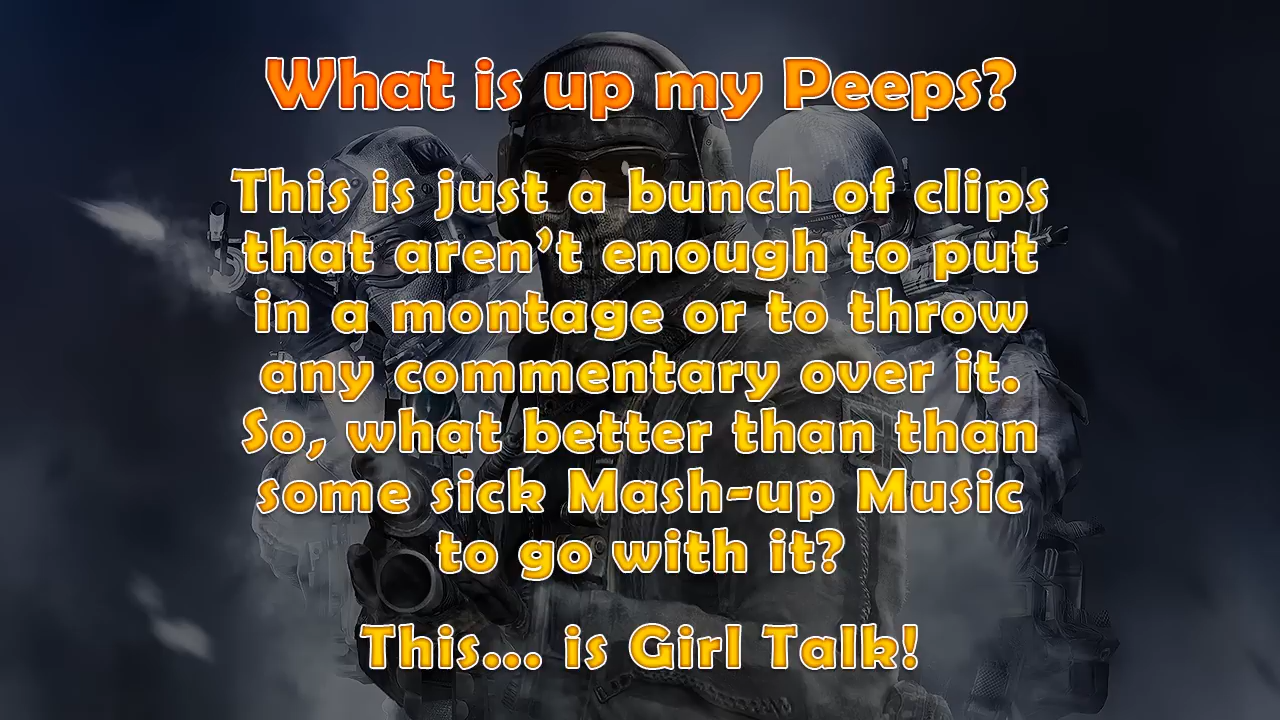 What is up my Peeps?
This is just a bunch of clips
that aren't enough to put
in a montage or to throw
any commentary over it.
So, what better than than
some sick Mash-up Music
to go with it?
This... is Girl Talk!